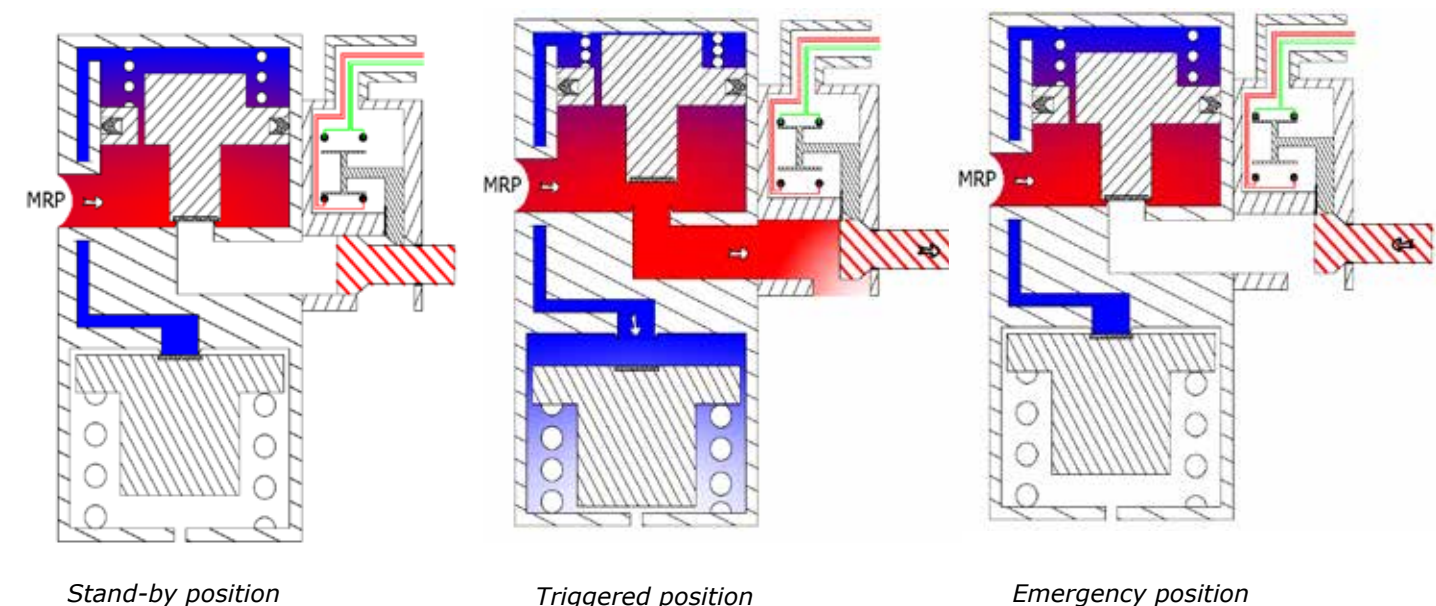 MRP
MRP
MRP
Stand-by position
Triggered position
Emergency position